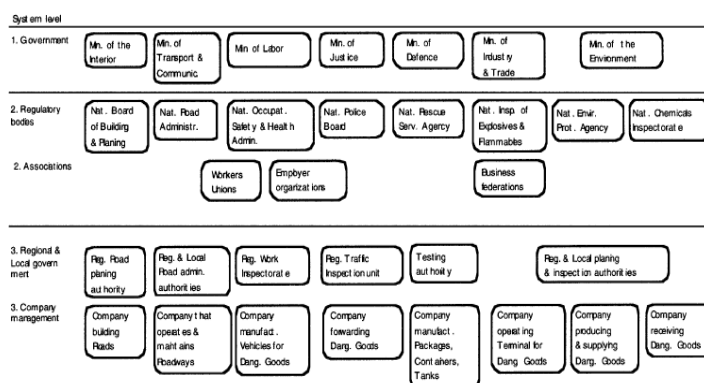 System level
1. Government
Min. of the
Interior
Min. of
Transport &
Communic.
Min of Labor
Min. of
Justice
Min. of
Defence
Min. of
Industry
& Trade
Min. of the
Environment
2. Regulatory
bodies
Nat. Board
of Building
& Planing
Nat. Road
Administr.
Nat. Occupat.
Safety & Health
Admin.
Nat. Police
Board
Nat. Rescue
Serv. Agency
Nat. Insp. of
Explosives &
Flammables
Nat. Envir.
Prot. Agency
Nat. Chemicals
Inspectorate
2. Associations
Workers
Unions
Employer
organizations
Business
federations
3. Regional &
Local govern
ment
Reg. Road
planing
authority
Reg. & Local
Road admin.
authorities
Reg. Work
Inspectorate
Reg. Traffic
Inspection unit
Testing
authority
Reg. & Local planing
& inspection authorities
3. Company
management
Company
building
Roads
Company that
operates &
maintains
Roadways
Company
manufact.
Vehicles for
Dang. Goods
Company
forwarding
Dang. Goods
Company
manufact.
Packages,
Containers,
Tanks
Company
operating
Terminal for
Dang Goods
Company
producing
& supplying
Dang. Goods
Company
receiving
Dang. Goods